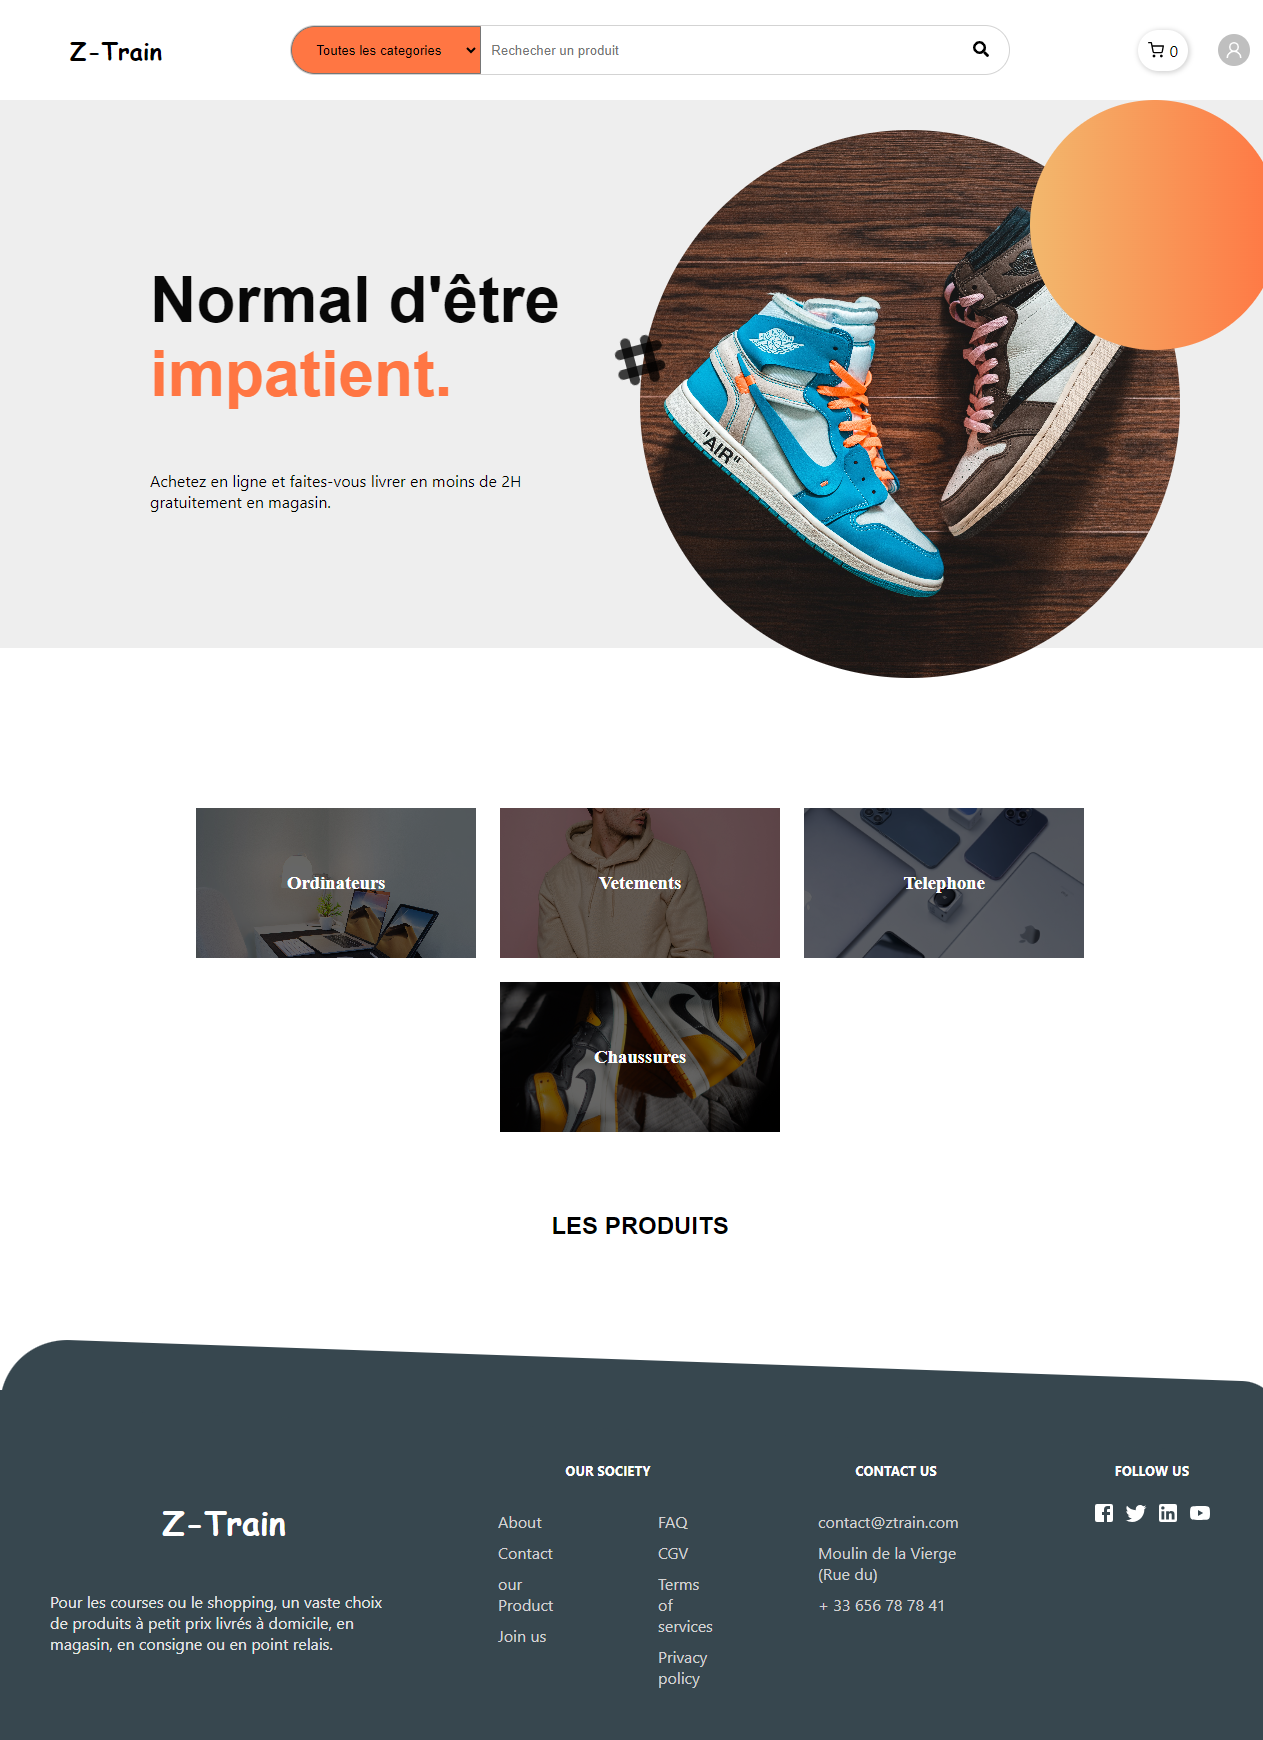 Z-Train
Toutes les categories
Rechecher un produit
0
Normal d'être
impatient.
#
"AIR"
Achetez en ligne et faites-vous livrer en moins de 2H
gratuitement en magasin.
Ordinateurs
Vetements
Telephone
Chaussures
LES PRODUITS
Z-Train
Pour les courses ou le shopping, un vaste choix
de produits à petit prix livrés à domicile, en
magasin, en consigne ou en point relais.
OUR SOCIETY
About
Contact
our
Product
Join us
FAQ
CGV
Terms
of
services
Privacy
policy
CONTACT US
contact@ztrain.com
Moulin de la Vierge
(Rue du)
+ 33 656 78 78 41
FOLLOW US